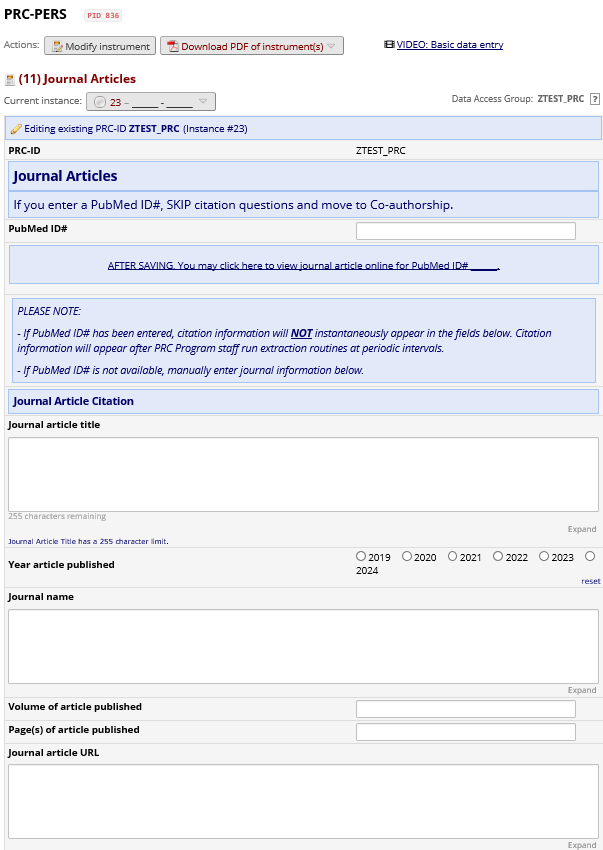 PRC-PERS PID 836
Actions: Modify instrument Download PDF of instrument(s) VIDEO: Basic data entry
(11) Journal Articles
Current instance: 23 – _____ - _____ Data Access Group: ZTEST_PRC ?
Editing existing PRC-ID ZTEST_PRC (Instance #23)
PRC-ID ZTEST_PRC
Journal Articles
If you enter a PubMed ID#, SKIP citation questions and move to Co-authorship.
PubMed ID#
AFTER SAVING. You may click here to view journal article online for PubMed ID# _____.
PLEASE NOTE:
- If PubMed ID# has been entered, citation information will NOT instantaneously appear in the fields below. Citation
information will appear after PRC Program staff run extraction routines at periodic intervals.
- If PubMed ID# is not available, manually enter journal information below.
Journal Article Citation
Journal article title
255 characters remaining
Expand
Journal Article Title has a 255 character limit.
Year article published 2019 2020 2021 2022 2023
2024
reset
Journal name
Expand
Volume of article published
Page(s) of article published
Journal article URL
Expand